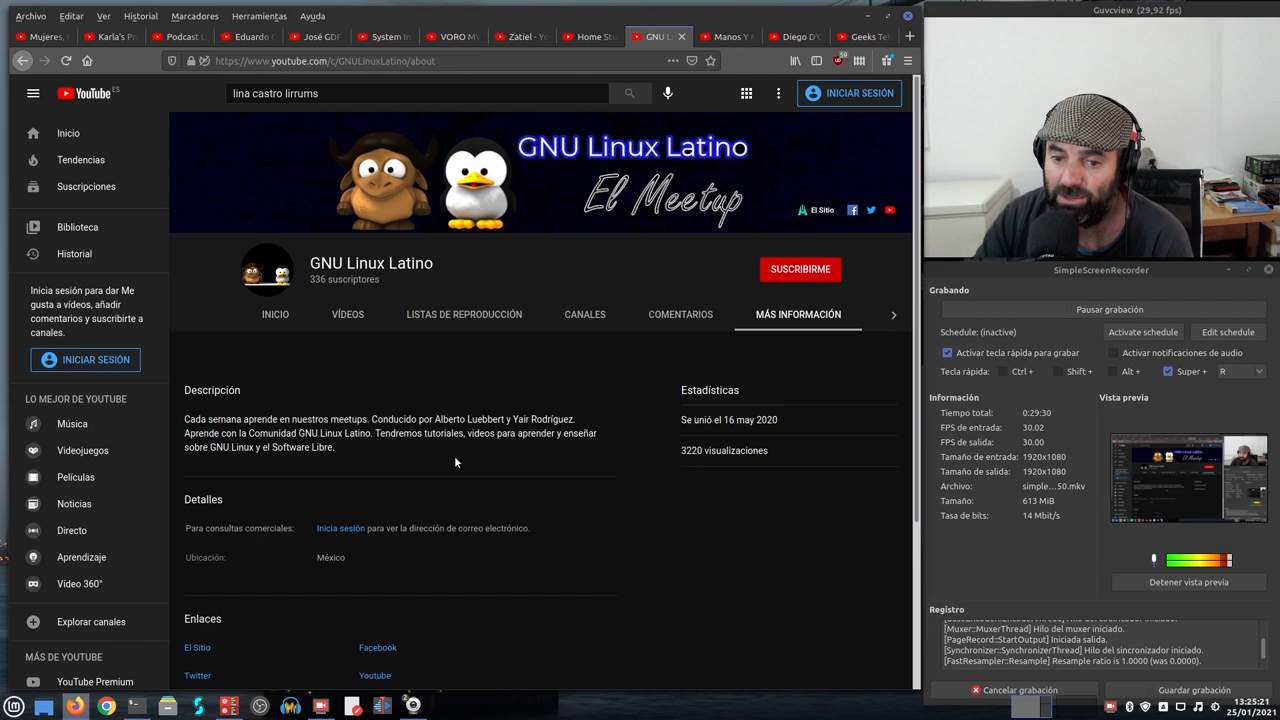 Archivo Editar Ver Historial Marcadores Herramientas Ayuda
Guvcview (29,92 fps)
Mujeres, Karla's Pr Podcast L Eduardo José GDF System In VORO MV Zatiel - Yo Home Stu GNU L Manos Y M Diego D'O Geeks Tel
https://www.youtube.com/c/GNULinuxLatino/about
59
YouTube ES
lina castro lirrums
INICIAR SESIÓN
Inicio
Tendencias
Suscripciones
Biblioteca
Historial
Inicia sesión para dar Me
gusta a vídeos, añadir
comentarios y suscribirte a
canales.
INICIAR SESIÓN
LO MEJOR DE YOUTUBE
Música
Videojuegos
Películas
Noticias
Directo
Aprendizaje
Vídeo 360°
Explorar canales
MÁS DE YOUTUBE
YouTube Premium
GNU Linux Latino
El Meetup
El Sitio
GNU Linux Latino
336 suscriptores
SUSCRIBIRME
INICIO VÍDEOS LISTAS DE REPRODUCCIÓN CANALES COMENTARIOS MÁS INFORMACIÓN
Descripción
Cada semana aprende en nuestros meetups. Conducido por Alberto Luebbert y Yair Rodríguez.
Aprende con la Comunidad GNU Linux Latino. Tendremos tutoriales, videos para aprender y enseñar
sobre GNU Linux y el Software Libre.
Detalles
Para consultas comerciales: Inicia sesión para ver la dirección de correo electrónico.
Ubicación: México
Enlaces
El Sitio Facebook
Twitter Youtube
Estadísticas
Se unió el 16 may 2020
3220 visualizaciones
SimpleScreenRecorder
Grabando
Pausar grabación
Schedule: (inactive) Activate schedule Edit schedule
Activar tecla rápida para grabar Activar notificaciones de audio
Tecla rápida: Ctrl + Shift + Alt + Super + R
Información
Tiempo total: 0:29:30
FPS de entrada: 30.02
FPS de salida: 30.00
Tamaño de entrada: 1920x1080
Tamaño de salida: 1920x1080
Archivo: simple...50.mkv
Tamaño: 613 MiB
Tasa de bits: 14 Mbit/s
Vista previa
Detener vista previa
Registro
[Muxer::MuxerThread] Hilo del muxer iniciado.
[PageRecord::StartOutput] Iniciada salida.
[Synchronizer::SynchronizerThread] Hilo del sincronizador iniciado.
[FastResampler::Resample] Resample ratio is 1.0000 (was 0.0000).
Cancelar grabación Guardar grabación
13:25:21
25/01/2021